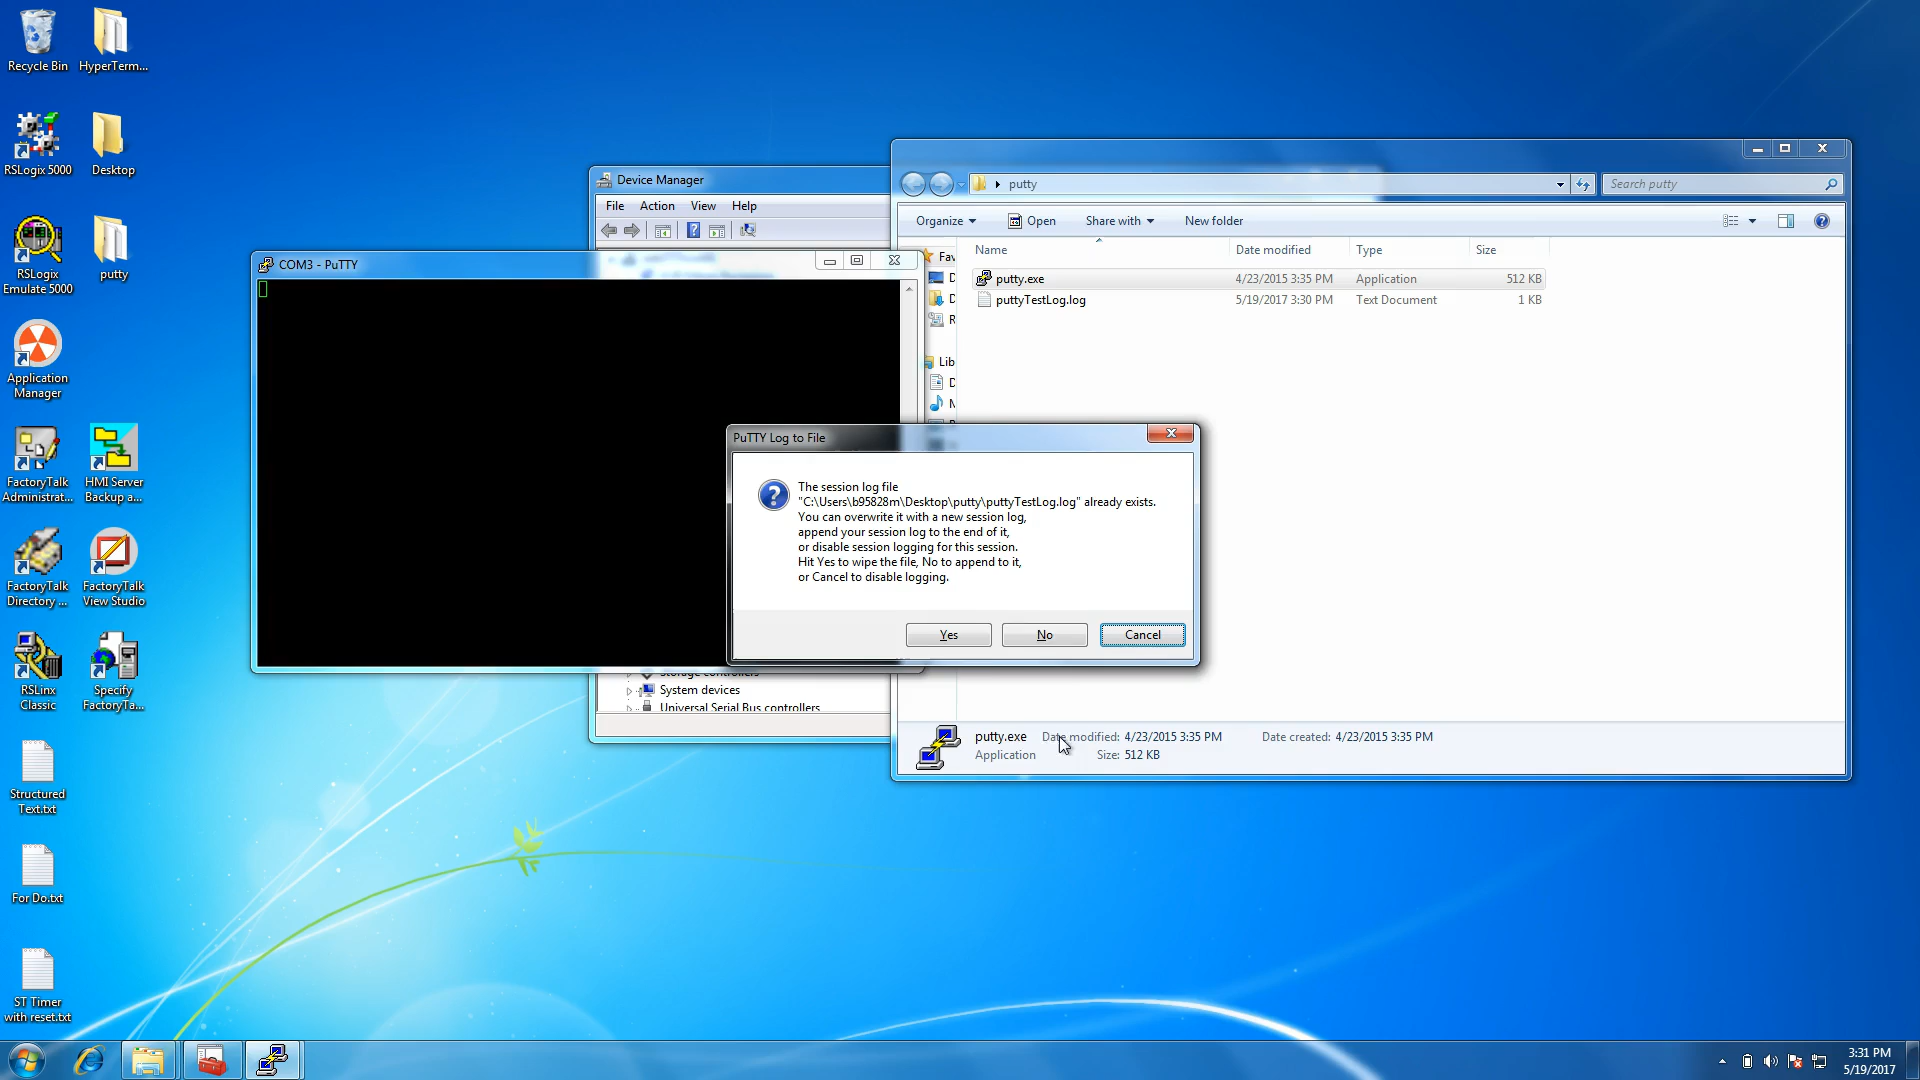 Recycle Bin
HyperTerm...
RSLogix 5000
Desktop
RSLogix
Emulate 5000
putty
Application
Manager
FactoryTalk
Administrat...
HMI Server
Backup a...
FactoryTalk
Directory ...
FactoryTalk
View Studio
RSLinx
Classic
Specify
FactoryTa...
Structured
Text.txt
For Do.txt
ST Timer
with reset.txt
Device Manager
File Action View Help
System devices
Universal Serial Bus controllers
COM3 - PuTTY
putty
Search putty
Organize Open Share with New folder
Name Date modified Type Size
putty.exe 4/23/2015 3:35 PM Application 512 KB
puttyTestLog.log 5/19/2017 3:30 PM Text Document 1 KB
Fav
D
D
R
Lib
D
M
PuTTY Log to File
The session log file
"C:\Users\b95828m\Desktop\putty\puttyTestLog.log" already exists.
You can overwrite it with a new session log,
append your session log to the end of it,
or disable session logging for this session.
Hit Yes to wipe the file, No to append to it,
or Cancel to disable logging.
Yes No Cancel
putty.exe Date modified: 4/23/2015 3:35 PM Date created: 4/23/2015 3:35 PM
Application Size: 512 KB
3:31 PM
5/19/2017